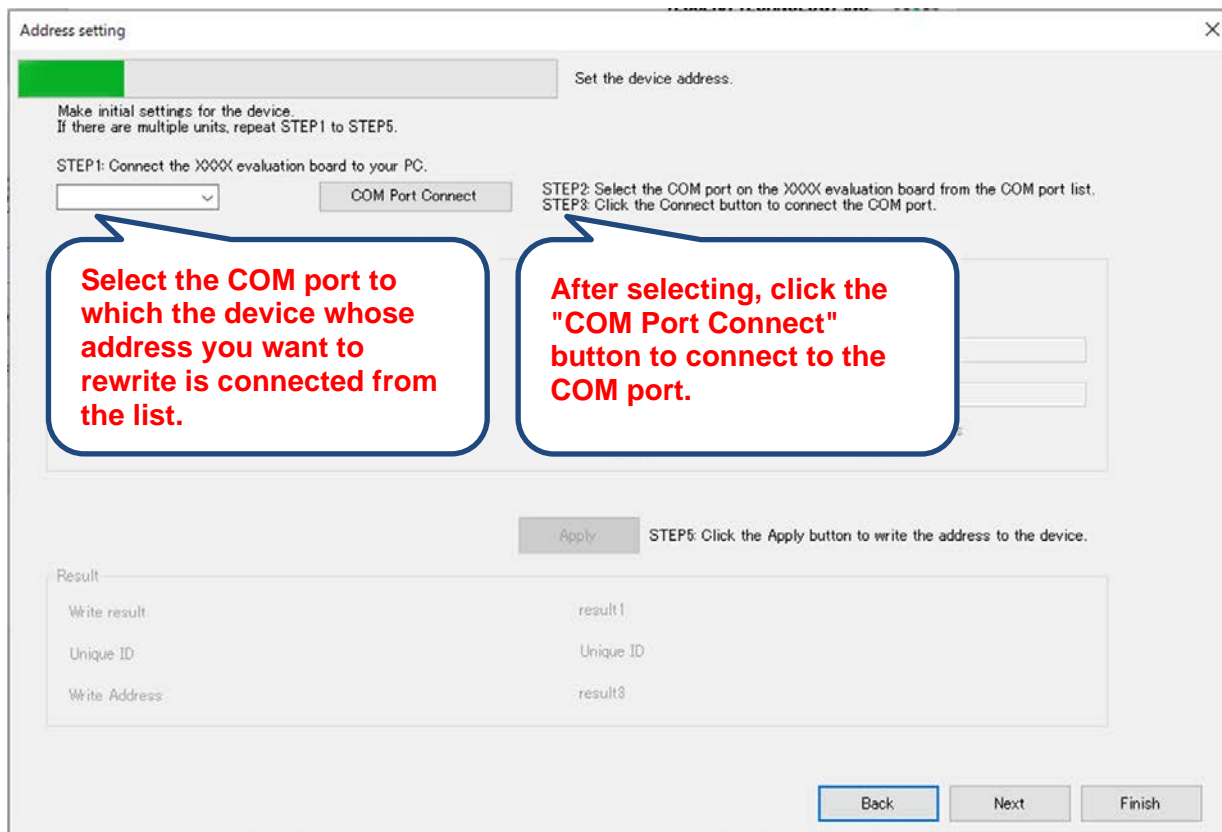 Address setting
Set the device address.
Make initial settings for the device.
If there are multiple units, repeat STEP1 to STEP5.
STEP1: Connect the XXXX evaluation board to your PC.
COM Port Connect
STEP2: Select the COM port on the XXXX evaluation board from the COM port list.
STEP3: Click the Connect button to connect the COM port.
Select the COM port to
which the device whose
address you want to
rewrite is connected from
the list.
After selecting, click the
"COM Port Connect"
button to connect to the
COM port.
Apply
STEP5: Click the Apply button to write the address to the device.
Result
Write result
result1
Unique ID
Unique ID
Write Address
result3
Back
Next
Finish